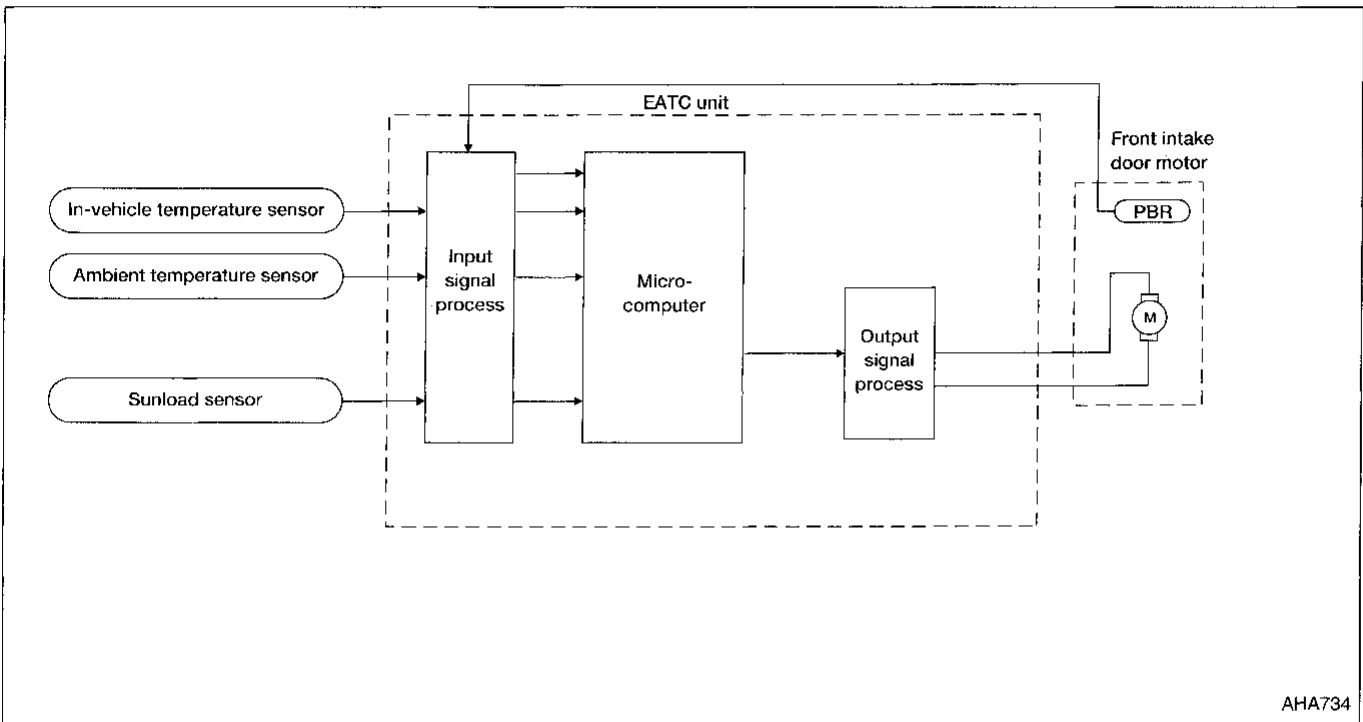 EATC unit
Front intake
door motor
PBR
In-vehicle temperature sensor
Ambient temperature sensor
Sunload sensor
Input
signal
process
Micro-
computer
Output
signal
process
M
AHA734